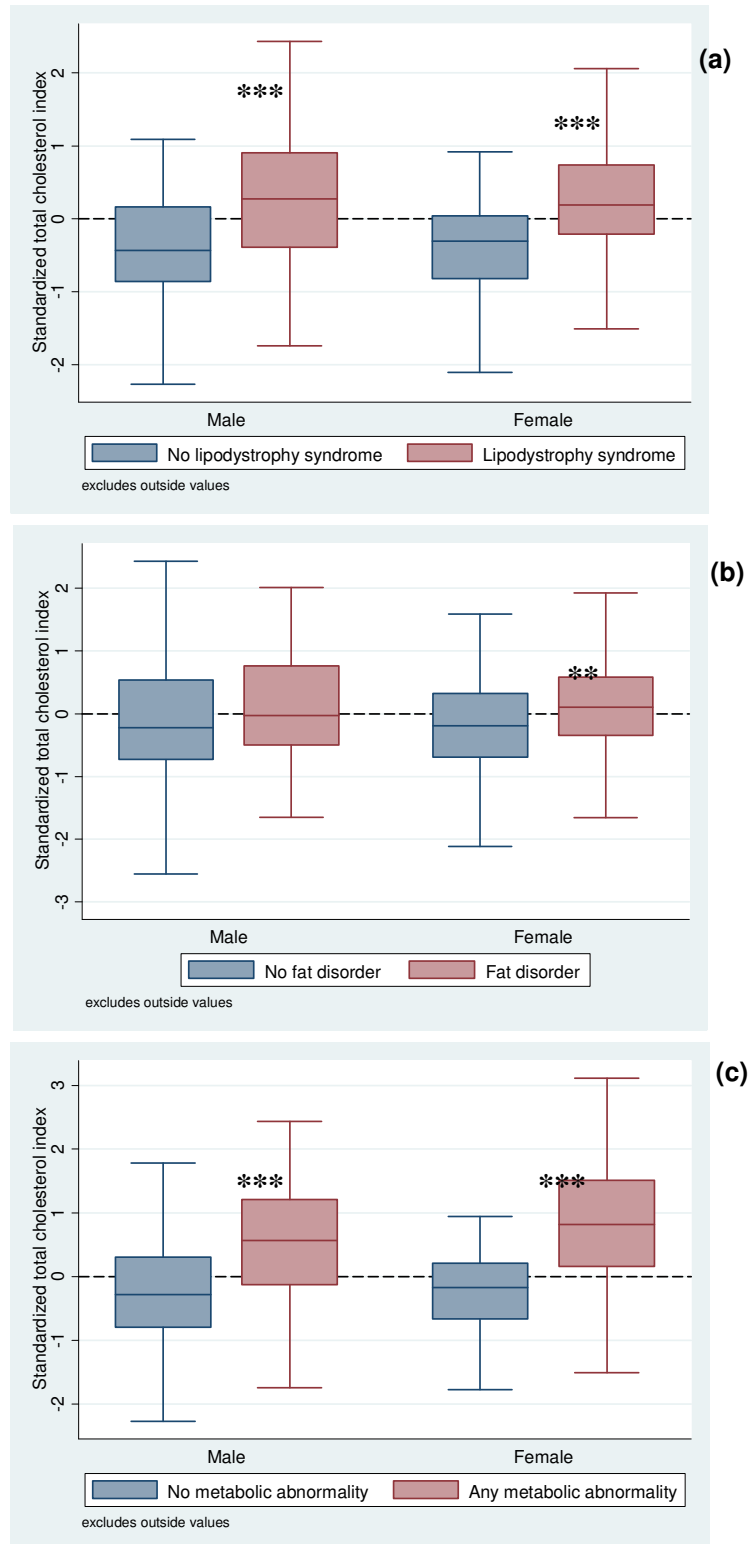 (a)
Standardized total cholesterol index
2
1
0
-1
-2
***
***
Male Female
No lipodystrophy syndrome Lipodystrophy syndrome
excludes outside values
(b)
Standardized total cholesterol index
2
1
0
-1
-2
-3
**
Male Female
No fat disorder Fat disorder
excludes outside values
(c)
Standardized total cholesterol index
3
2
1
0
-1
-2
***
***
Male Female
No metabolic abnormality Any metabolic abnormality
excludes outside values